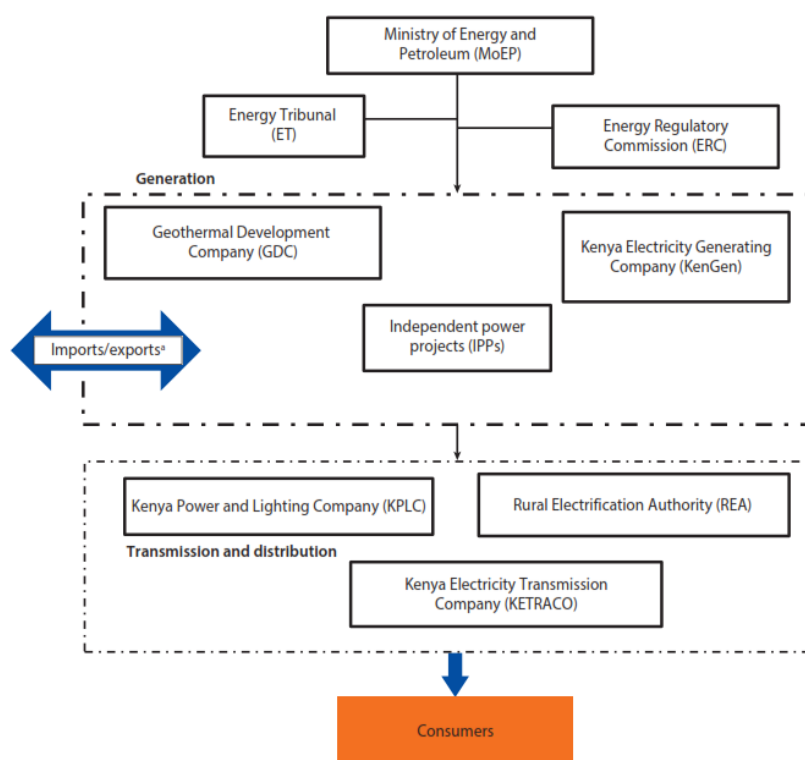 Ministry of Energy and
Petroleum (MoEP)
Energy Tribunal
(ET)
Energy Regulatory
Commission (ERC)
Generation
Geothermal Development
Company (GDC)
Kenya Electricity Generating
Company (KenGen)
Independent power
projects (IPPs)
Imports/exportsᵃ
Kenya Power and Lighting Company (KPLC)
Rural Electrification Authority (REA)
Transmission and distribution
Kenya Electricity Transmission
Company (KETRACO)
Consumers